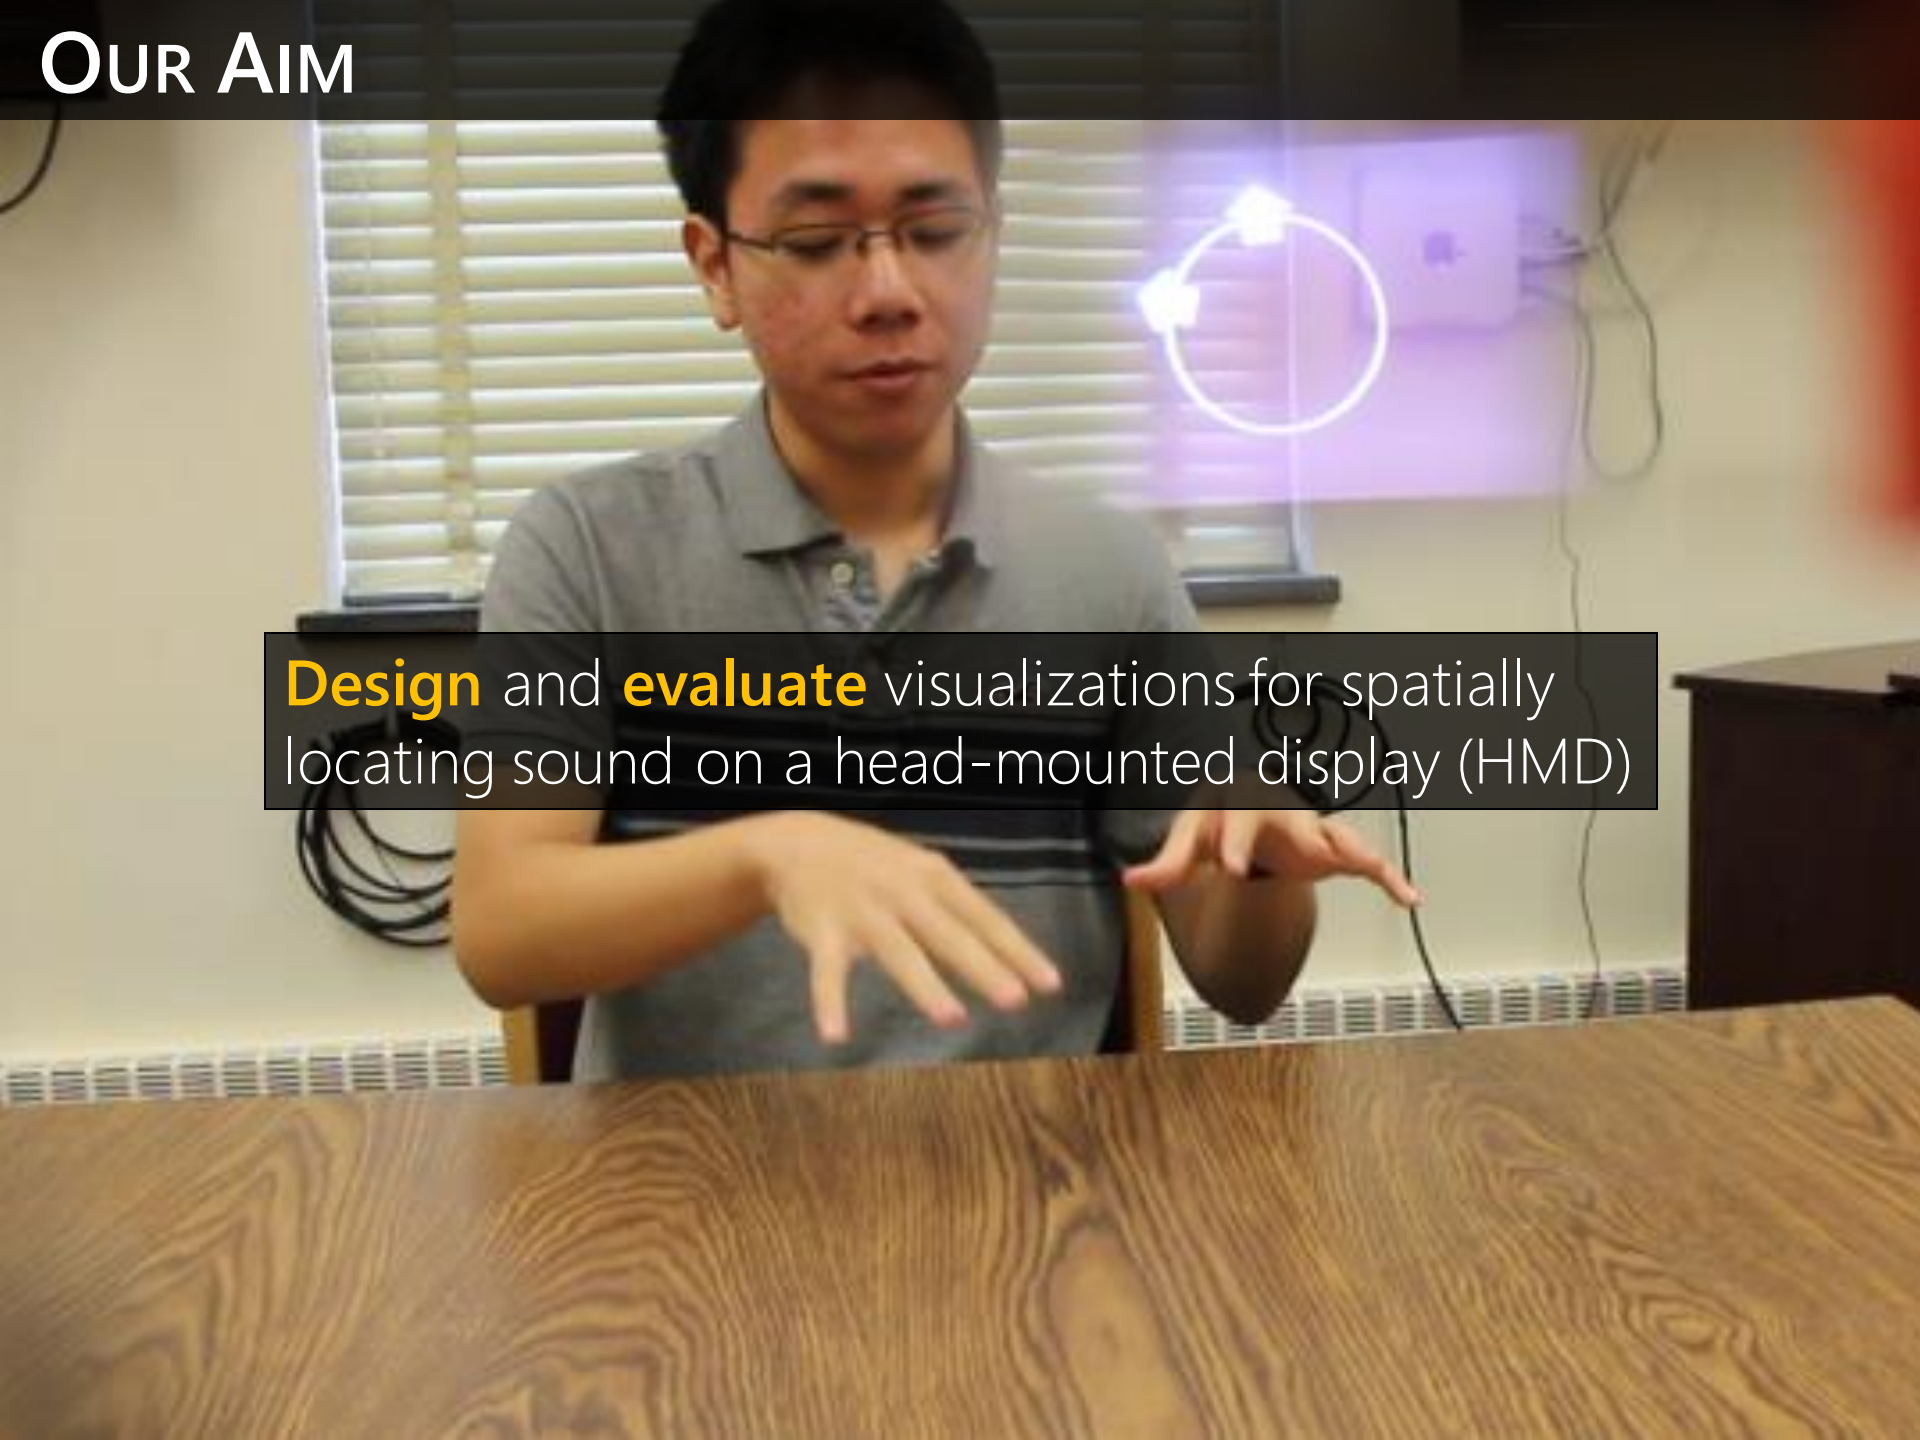 OUR AIM
Design and evaluate visualizations for spatially
locating sound on a head-mounted display (HMD)